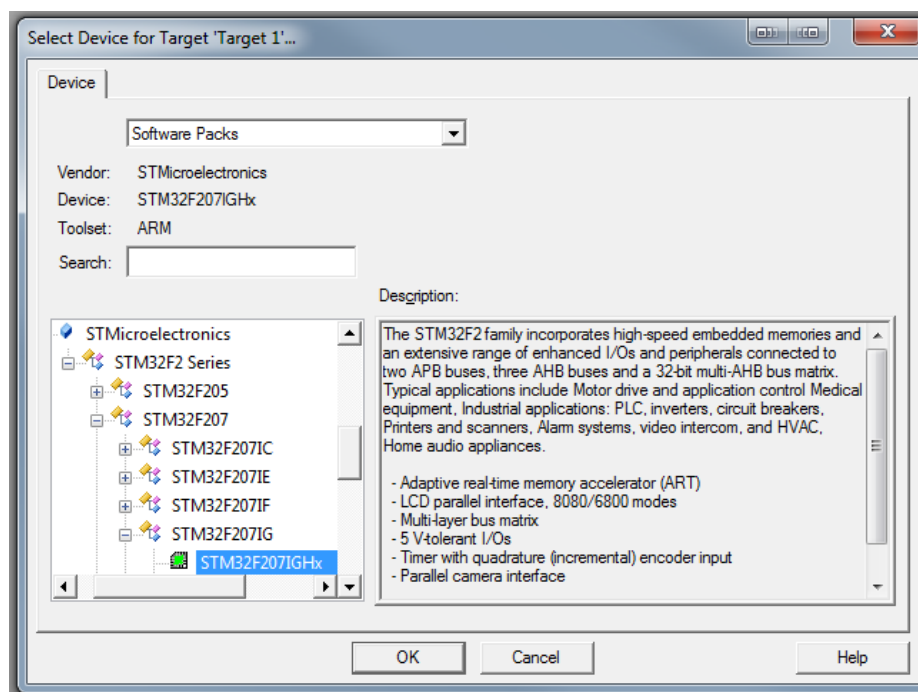 Select Device for Target 'Target 1'...
Device
Software Packs
Vendor: STMicroelectronics
Device: STM32F207IGHx
Toolset: ARM
Search:
Description:
STMicroelectronics
STM32F2 Series
STM32F205
STM32F207
STM32F207IC
STM32F207IE
STM32F207IF
STM32F207IG
STM32F207IGHx
The STM32F2 family incorporates high-speed embedded memories and
an extensive range of enhanced I/Os and peripherals connected to
two APB buses, three AHB buses and a 32-bit multi-AHB bus matrix.
Typical applications include Motor drive and application control Medical
equipment, Industrial applications: PLC, inverters, circuit breakers,
Printers and scanners, Alarm systems, video intercom, and HVAC,
Home audio appliances.
- Adaptive real-time memory accelerator (ART)
- LCD parallel interface, 8080/6800 modes
- Multi-layer bus matrix
- 5 V-tolerant I/Os
- Timer with quadrature (incremental) encoder input
- Parallel camera interface
OK
Cancel
Help